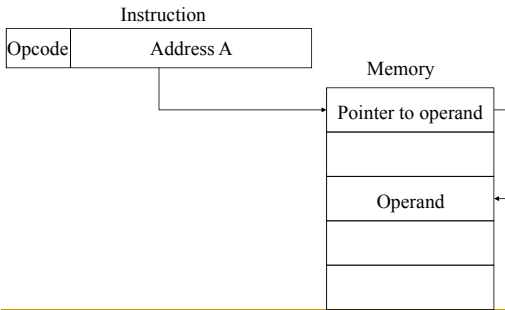 Instruction
Opcode
Address A
Memory
Pointer to operand
Operand